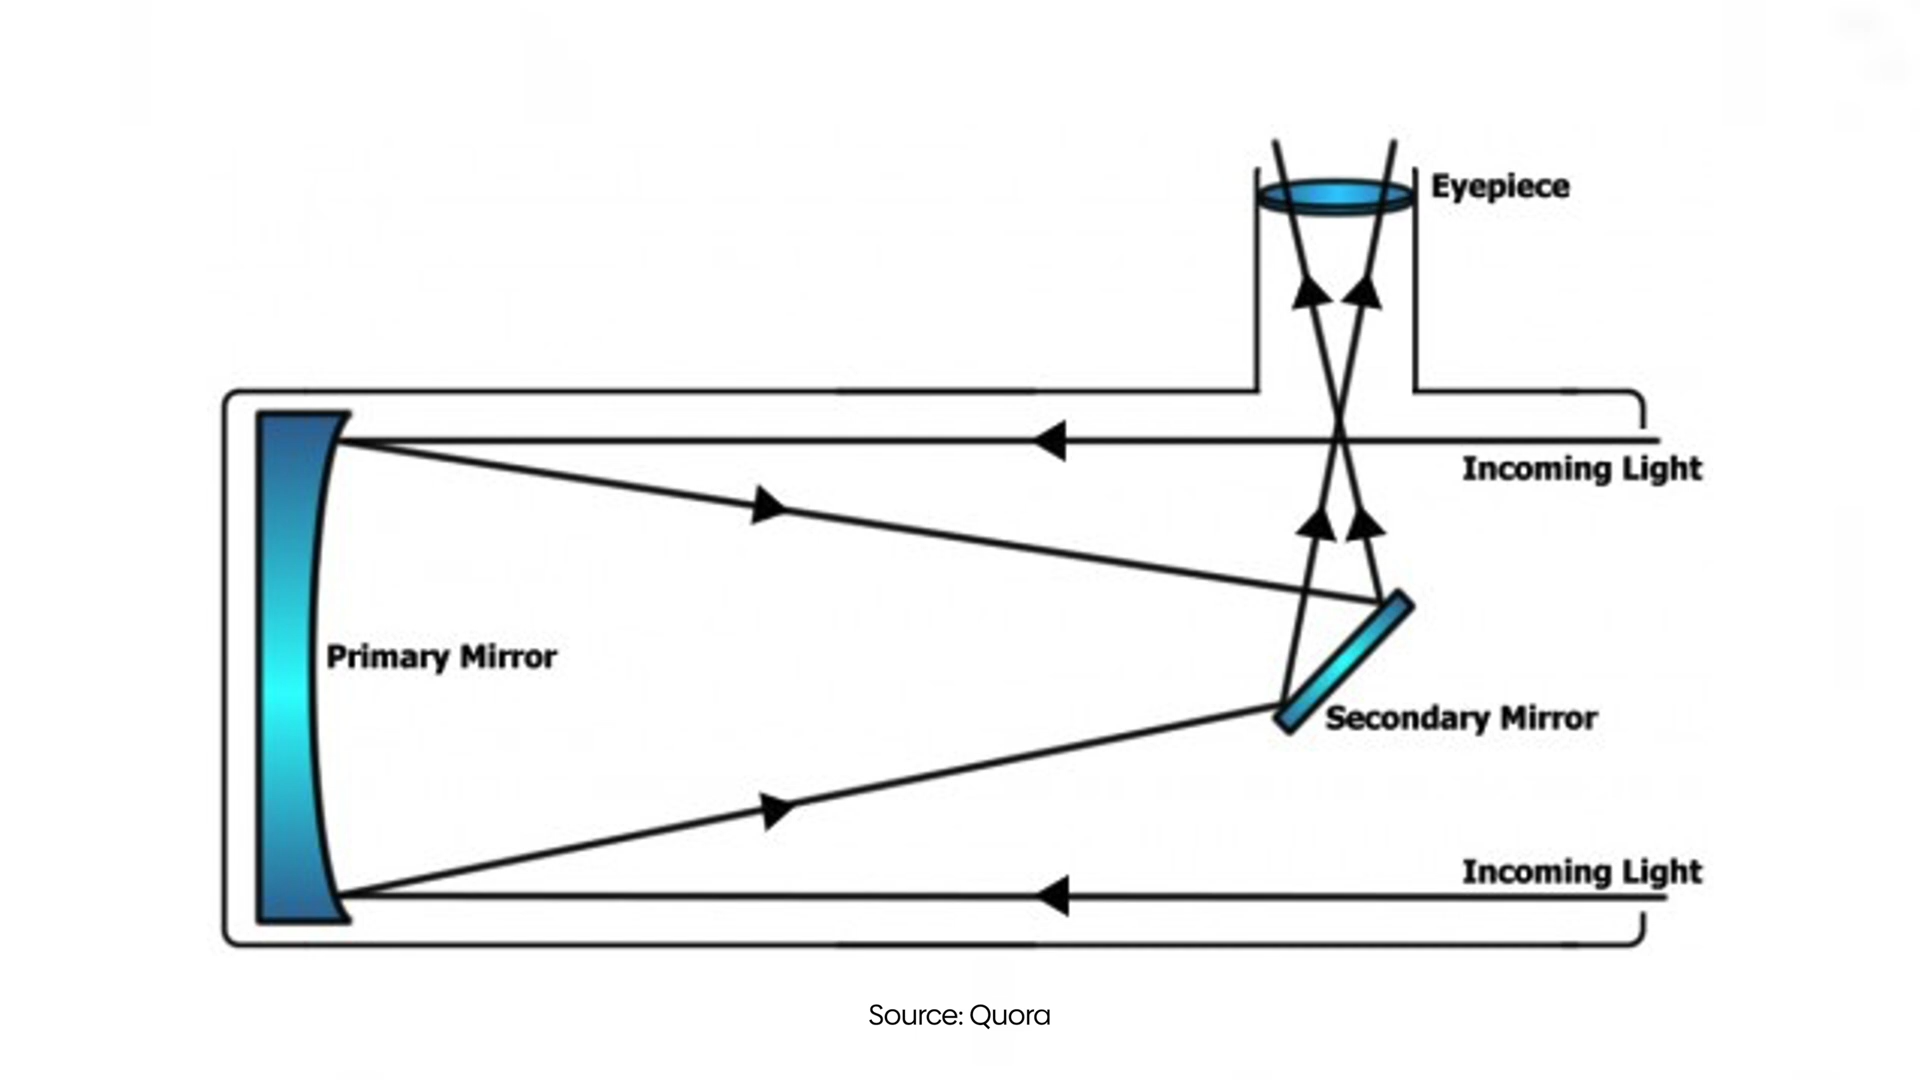 Eyepiece
Incoming Light
Primary Mirror
Secondary Mirror
Incoming Light
Source: Quora